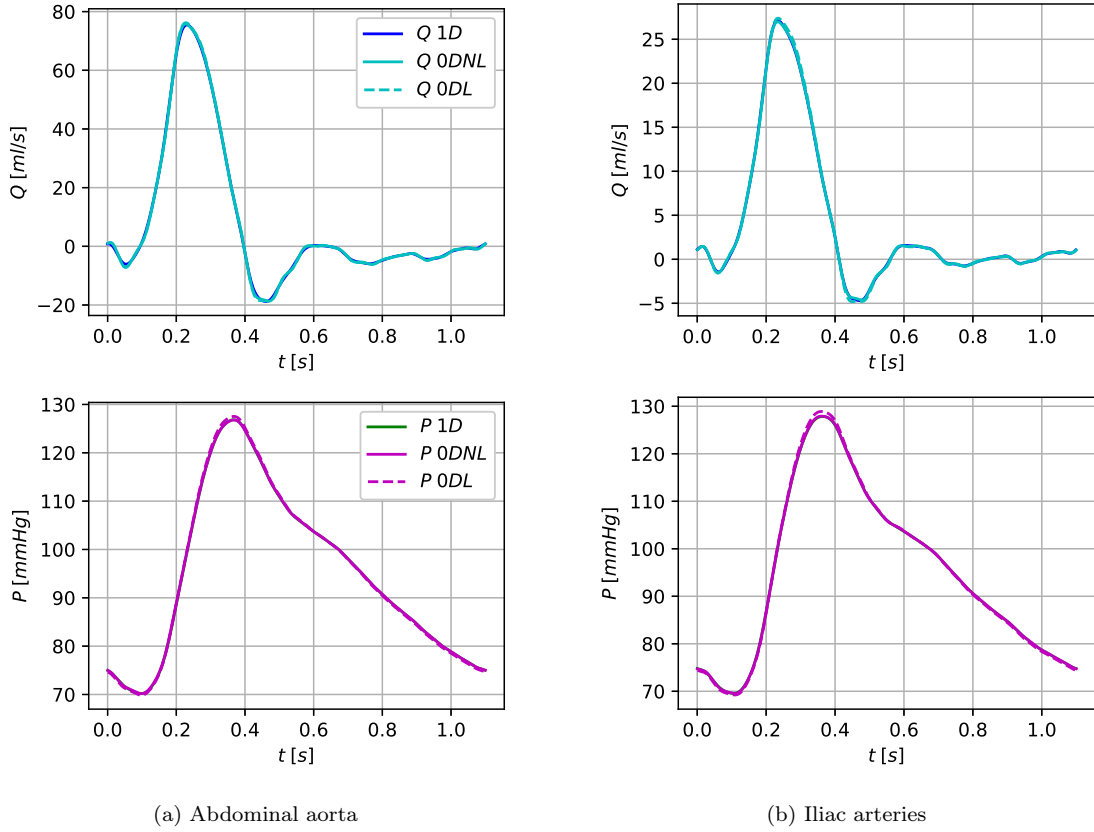 80
60
40
20
0
−20
Q [ml/s]
Q 1D
Q 0DNL
Q 0DL
0.0 0.2 0.4 0.6 0.8 1.0
t [s]
25
20
15
10
5
0
−5
Q [ml/s]
0.0 0.2 0.4 0.6 0.8 1.0
t [s]
130
120
110
100
90
80
70
P [mmHg]
P 1D
P 0DNL
P 0DL
0.0 0.2 0.4 0.6 0.8 1.0
t [s]
130
120
110
100
90
80
70
P [mmHg]
0.0 0.2 0.4 0.6 0.8 1.0
t [s]
(a) Abdominal aorta
(b) Iliac arteries